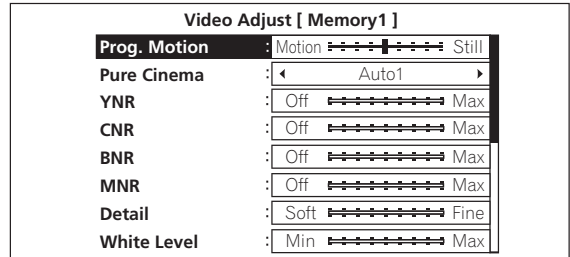 Video Adjust [ Memory1 ]
Prog. Motion : Motion Still
Pure Cinema : Auto1
YNR : Off Max
CNR : Off Max
BNR : Off Max
MNR : Off Max
Detail : Soft Fine
White Level : Min Max